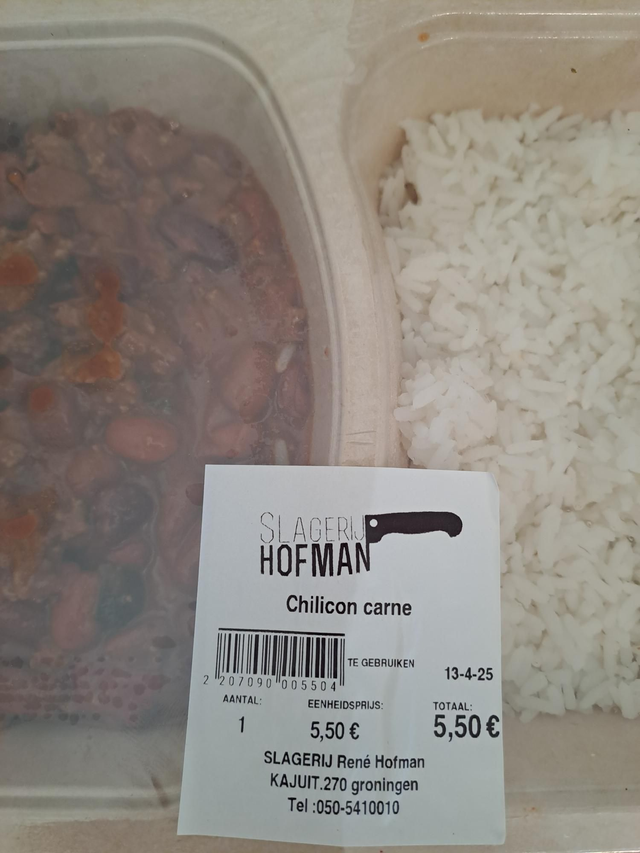 SLAGERIJ
HOFMAN
Chilicon carne
2 207090 005504
TE GEBRUIKEN 13-4-25
AANTAL: EENHEIDSPRIJS: TOTAAL:
1 5,50 € 5,50 €
SLAGERIJ René Hofman
KAJUIT.270 groningen
Tel :050-5410010